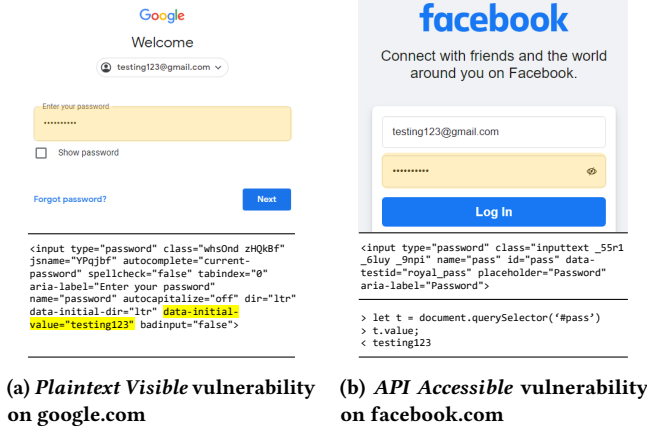 Google
Welcome
testing123@gmail.com
Enter your password
••••••••••
Show password
Forgot password?
Next
<input type="password" class="whsOnd zHQkBf"
jsname="YPqjbf" autocomplete="current-
password" spellcheck="false" tabindex="0"
aria-label="Enter your password"
name="password" autocapitalize="off" dir="ltr"
data-initial-dir="ltr" data-initial-
value="testing123" badinput="false">
(a) Plaintext Visible vulnerability
on google.com
facebook
Connect with friends and the world
around you on Facebook.
testing123@gmail.com
••••••••••
Log In
<input type="password" class="inputtext _55r1
_6luy _9npi" name="pass" id="pass" data-
testid="royal_pass" placeholder="Password"
aria-label="Password">
> let t = document.querySelector(‘#pass’)
> t.value;
< testing123
(b) API Accessible vulnerability
on facebook.com